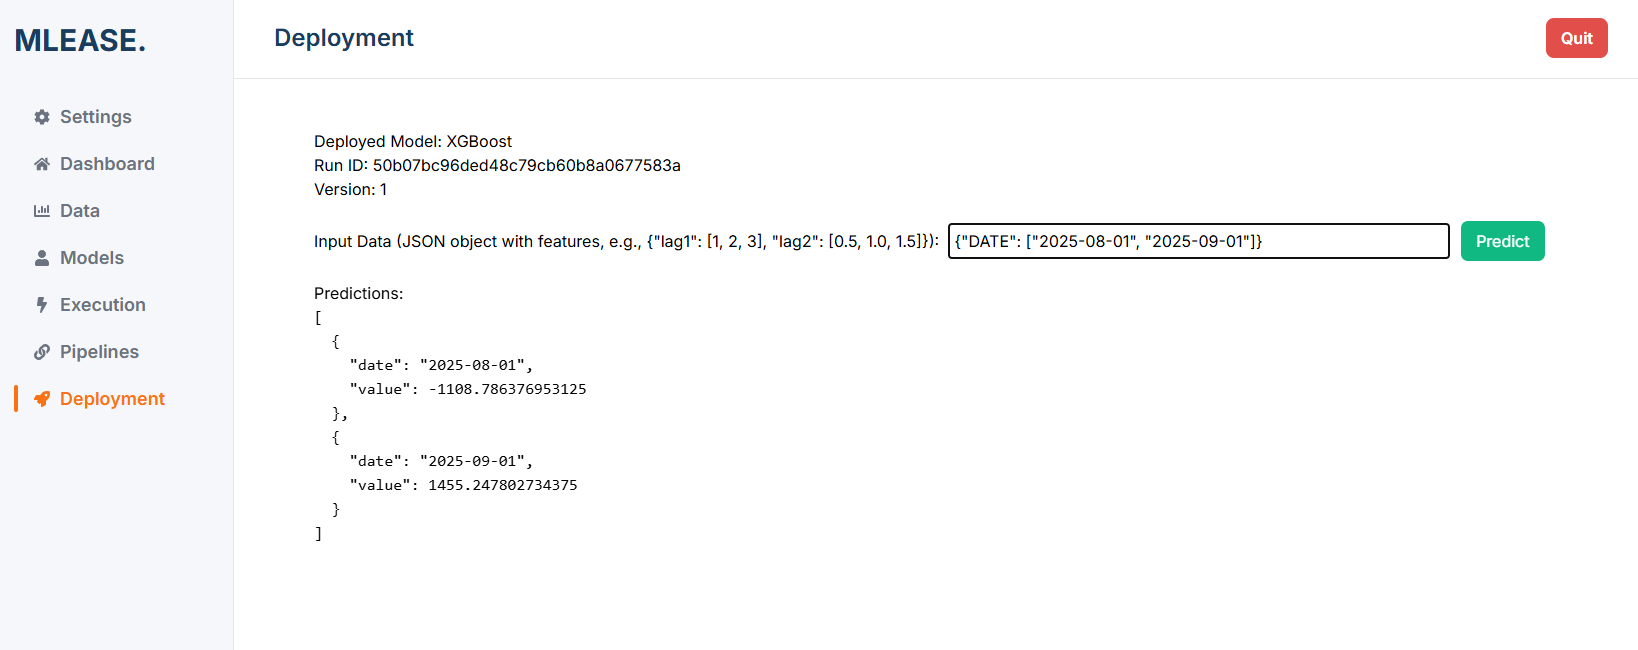 MLEASE.
Deployment
Quit
Settings
Dashboard
Data
Models
Execution
Pipelines
Deployment
Deployed Model: XGBoost
Run ID: 50b07bc96ded48c79cb60b8a0677583a
Version: 1
Input Data (JSON object with features, e.g., {"lag1": [1, 2, 3], "lag2": [0.5, 1.0, 1.5]}): {"DATE": ["2025-08-01", "2025-09-01"]} Predict
Predictions:
[
  {
    "date": "2025-08-01",
    "value": -1108.786376953125
  },
  {
    "date": "2025-09-01",
    "value": 1455.247802734375
  }
]